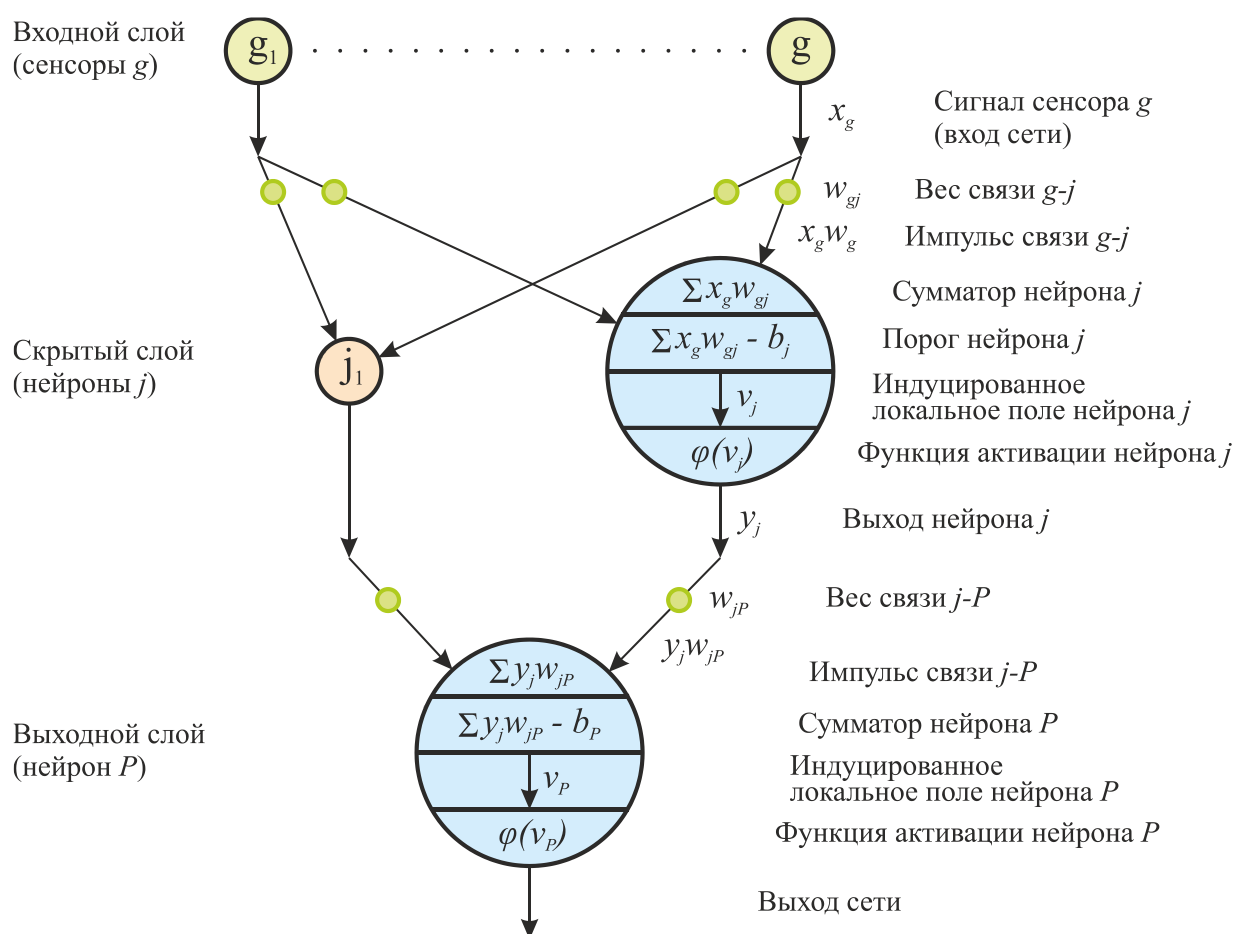 Входной слой
(сенсоры g)
g1
g
xg
Сигнал сенсора g
(вход сети)
wgj
Вес связи g-j
xgwg
Импульс связи g-j
Σxgwgj
Сумматор нейрона j
Скрытый слой
(нейроны j)
j1
Σxgwgj - bj
Порог нейрона j
vj
Индуцированное
локальное поле нейрона j
φ(vj)
Функция активации нейрона j
yj
Выход нейрона j
wjP
Вес связи j-P
yjwjP
Импульс связи j-P
ΣyjwjP
Сумматор нейрона P
Выходной слой
(нейрон P)
ΣyjwjP - bP
vP
Индуцированное
локальное поле нейрона P
φ(vP)
Функция активации нейрона P
Выход сети